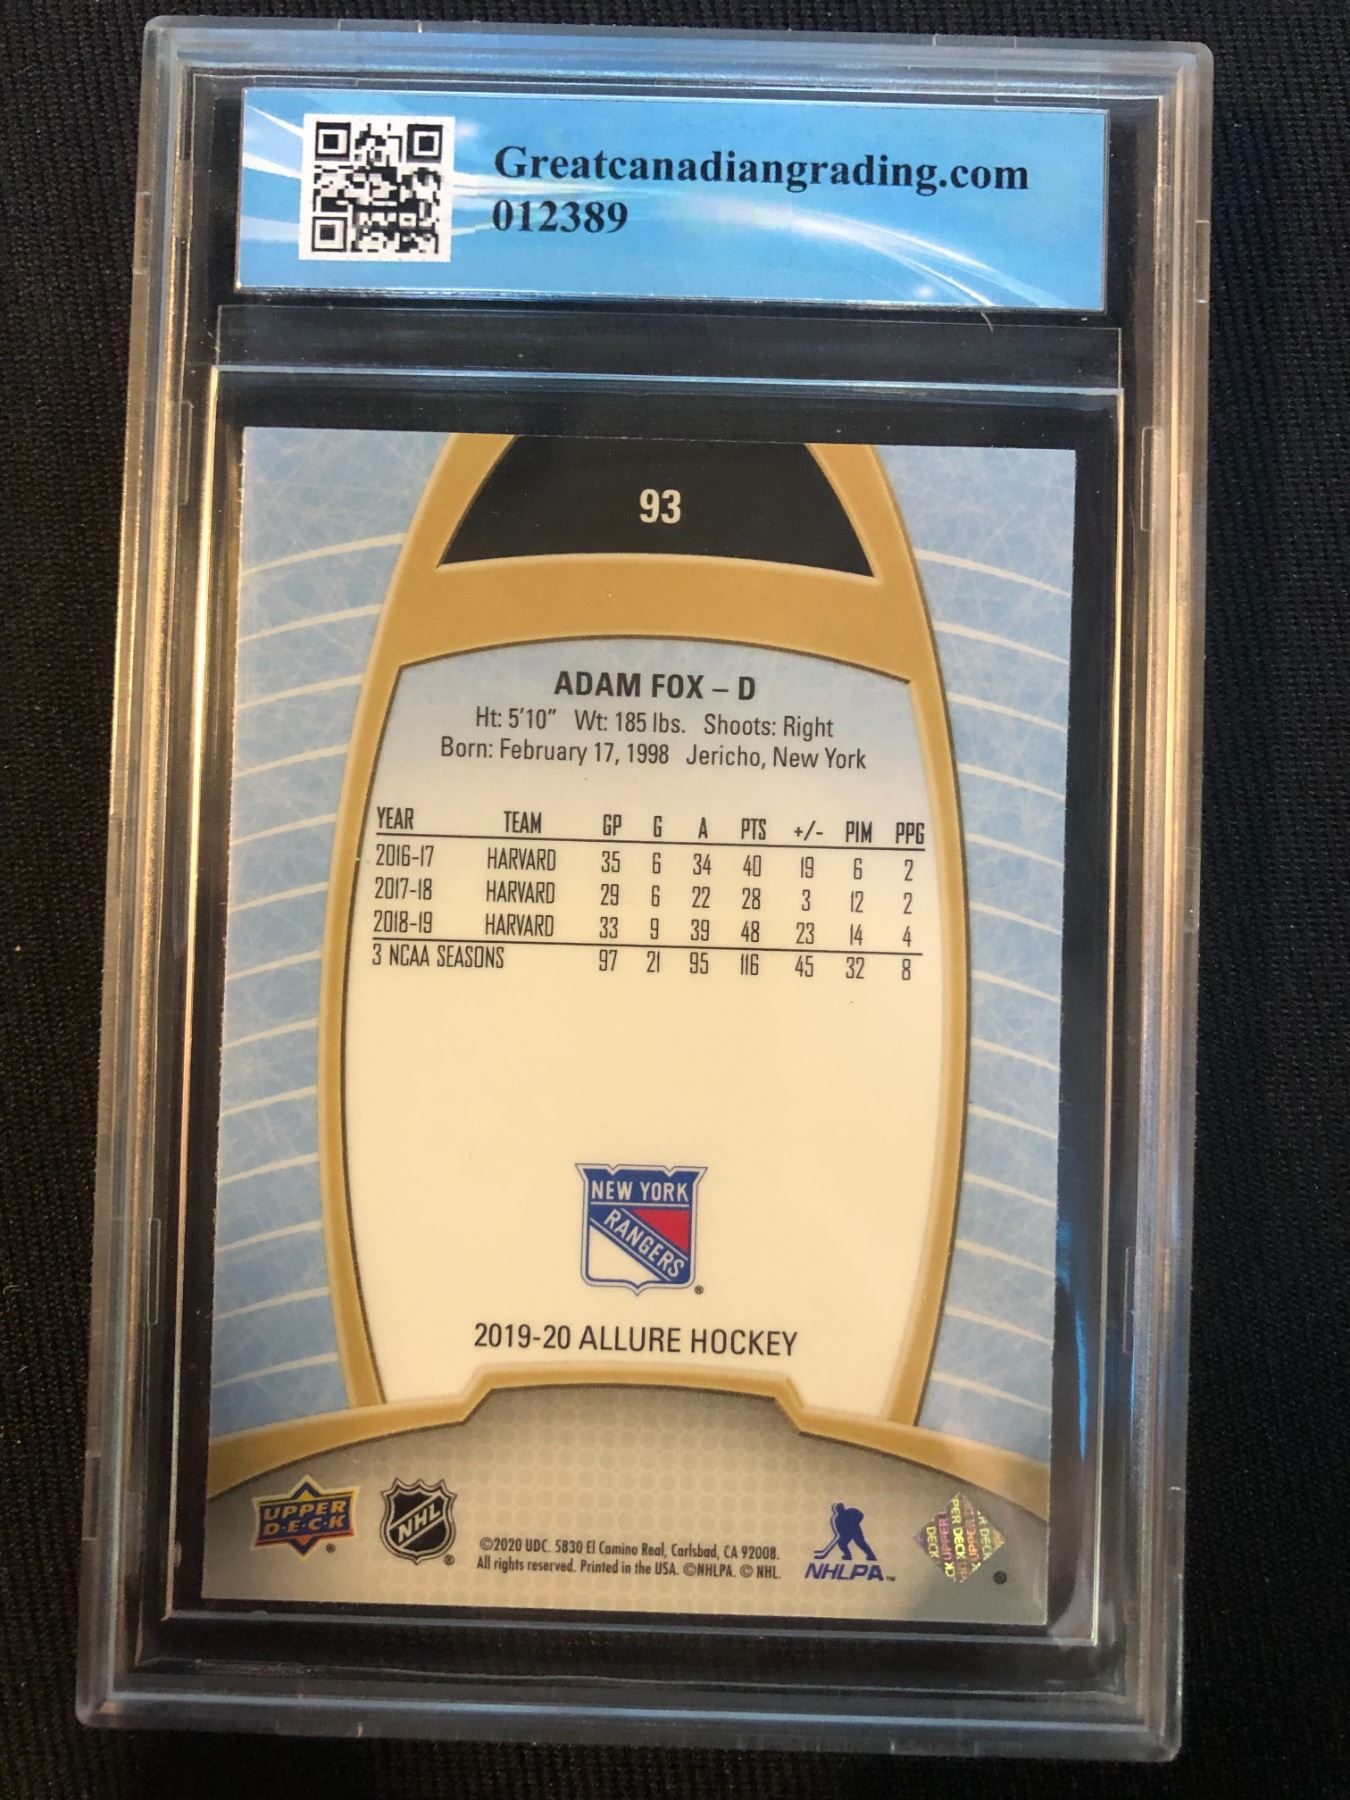 Greatcanadiangrading.com
012389
93
ADAM FOX – D
Ht: 5'10" Wt: 185 lbs. Shoots: Right
Born: February 17, 1998 Jericho, New York
YEAR TEAM GP G A PTS +/- PIM PPG
2016-17 HARVARD 35 6 34 40 19 6 2
2017-18 HARVARD 29 6 22 28 3 12 2
2018-19 HARVARD 33 9 39 48 23 14 4
3 NCAA SEASONS 97 21 95 116 45 32 8
NEW YORK
RANGERS
®
2019-20 ALLURE HOCKEY
UPPER
D·E·C·K
®
NHL
®
©2020 UDC. 5830 El Camino Real, Carlsbad, CA 92008.
All rights reserved. Printed in the USA. ©NHLPA. © NHL.
NHLPA™
UPPER DECK
®